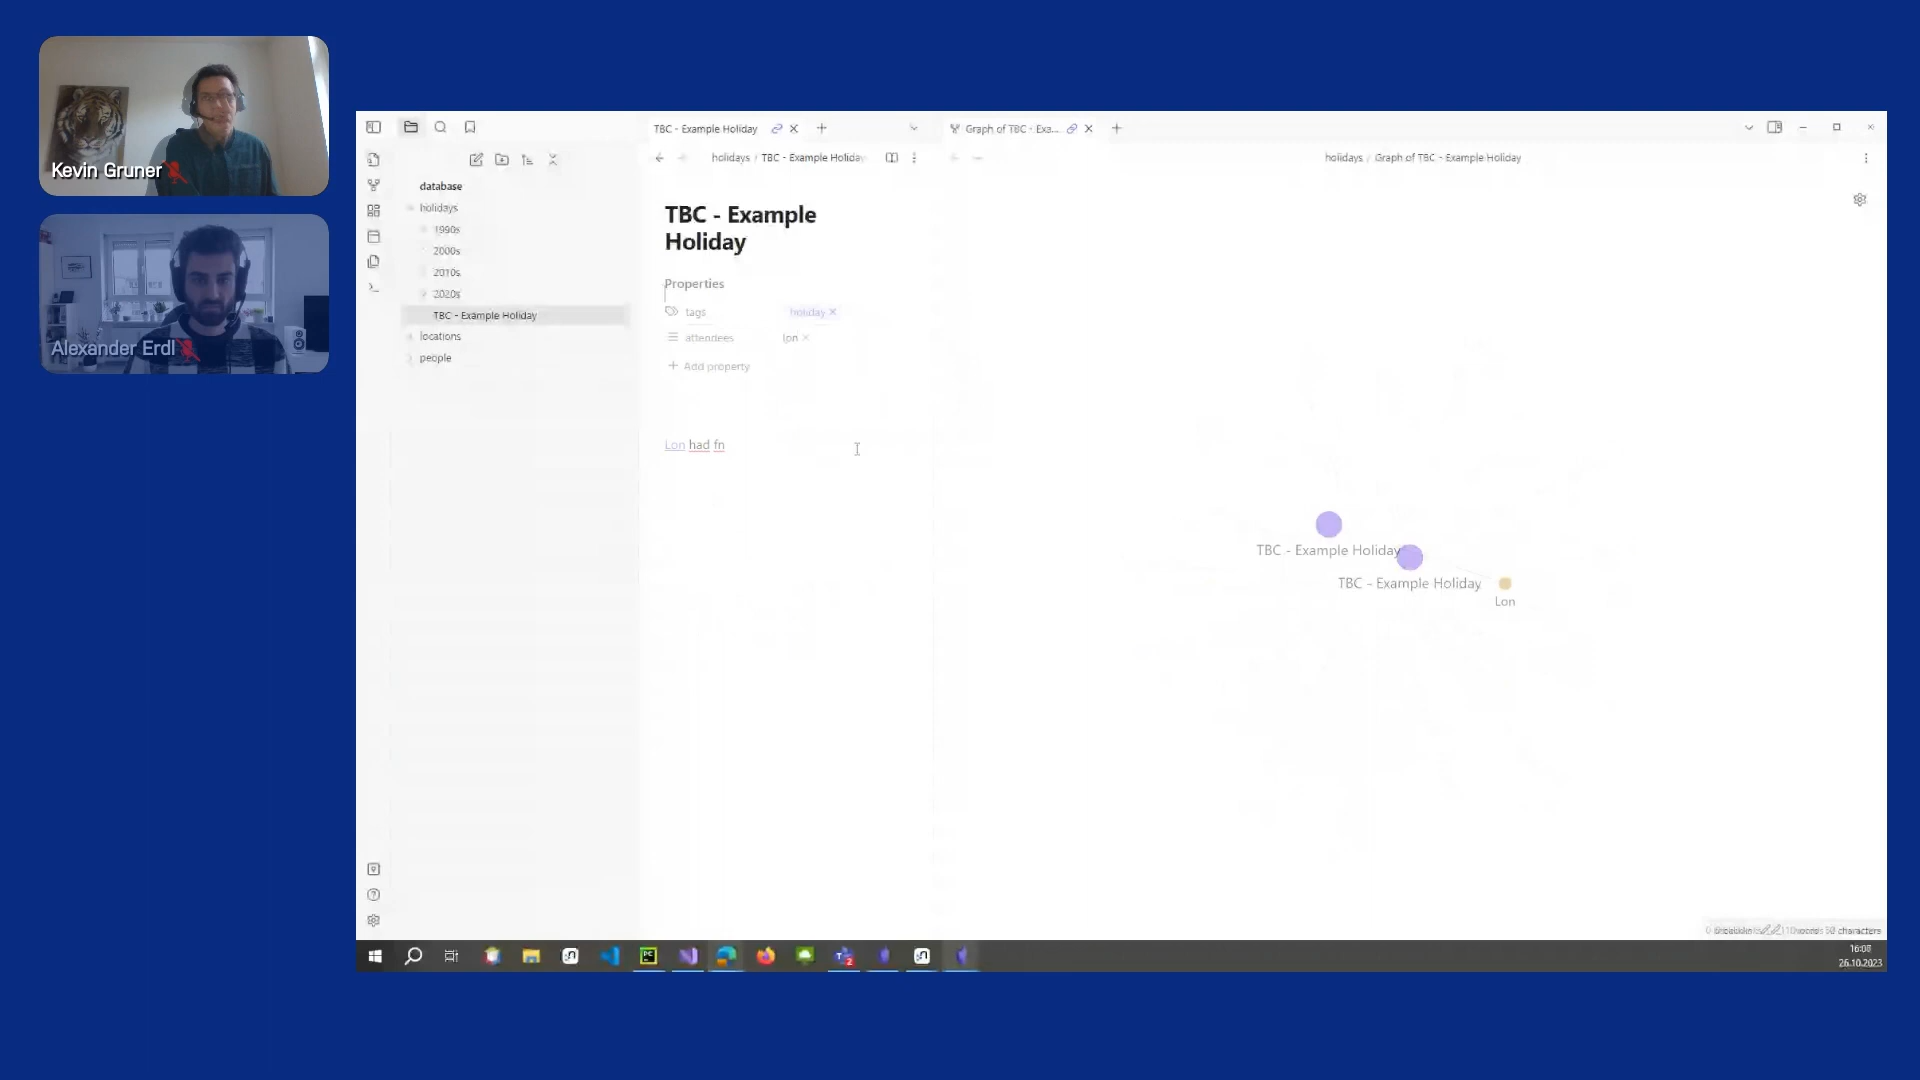 Kevin Gruner
Alexander Erdl
TBC - Example Holiday
Graph of TBC - Exa...
holidays / TBC - Example Holiday
holidays / Graph of TBC - Example Holiday
database
holidays
1990s
2000s
2010s
2020s
TBC - Example Holiday
locations
people
TBC - Example
Holiday
Properties
tags
holiday
attendees
lon
Add property
Lon had fn
TBC - Example Holiday
TBC - Example Holiday
Lon
characters
16:08
26.10.2023